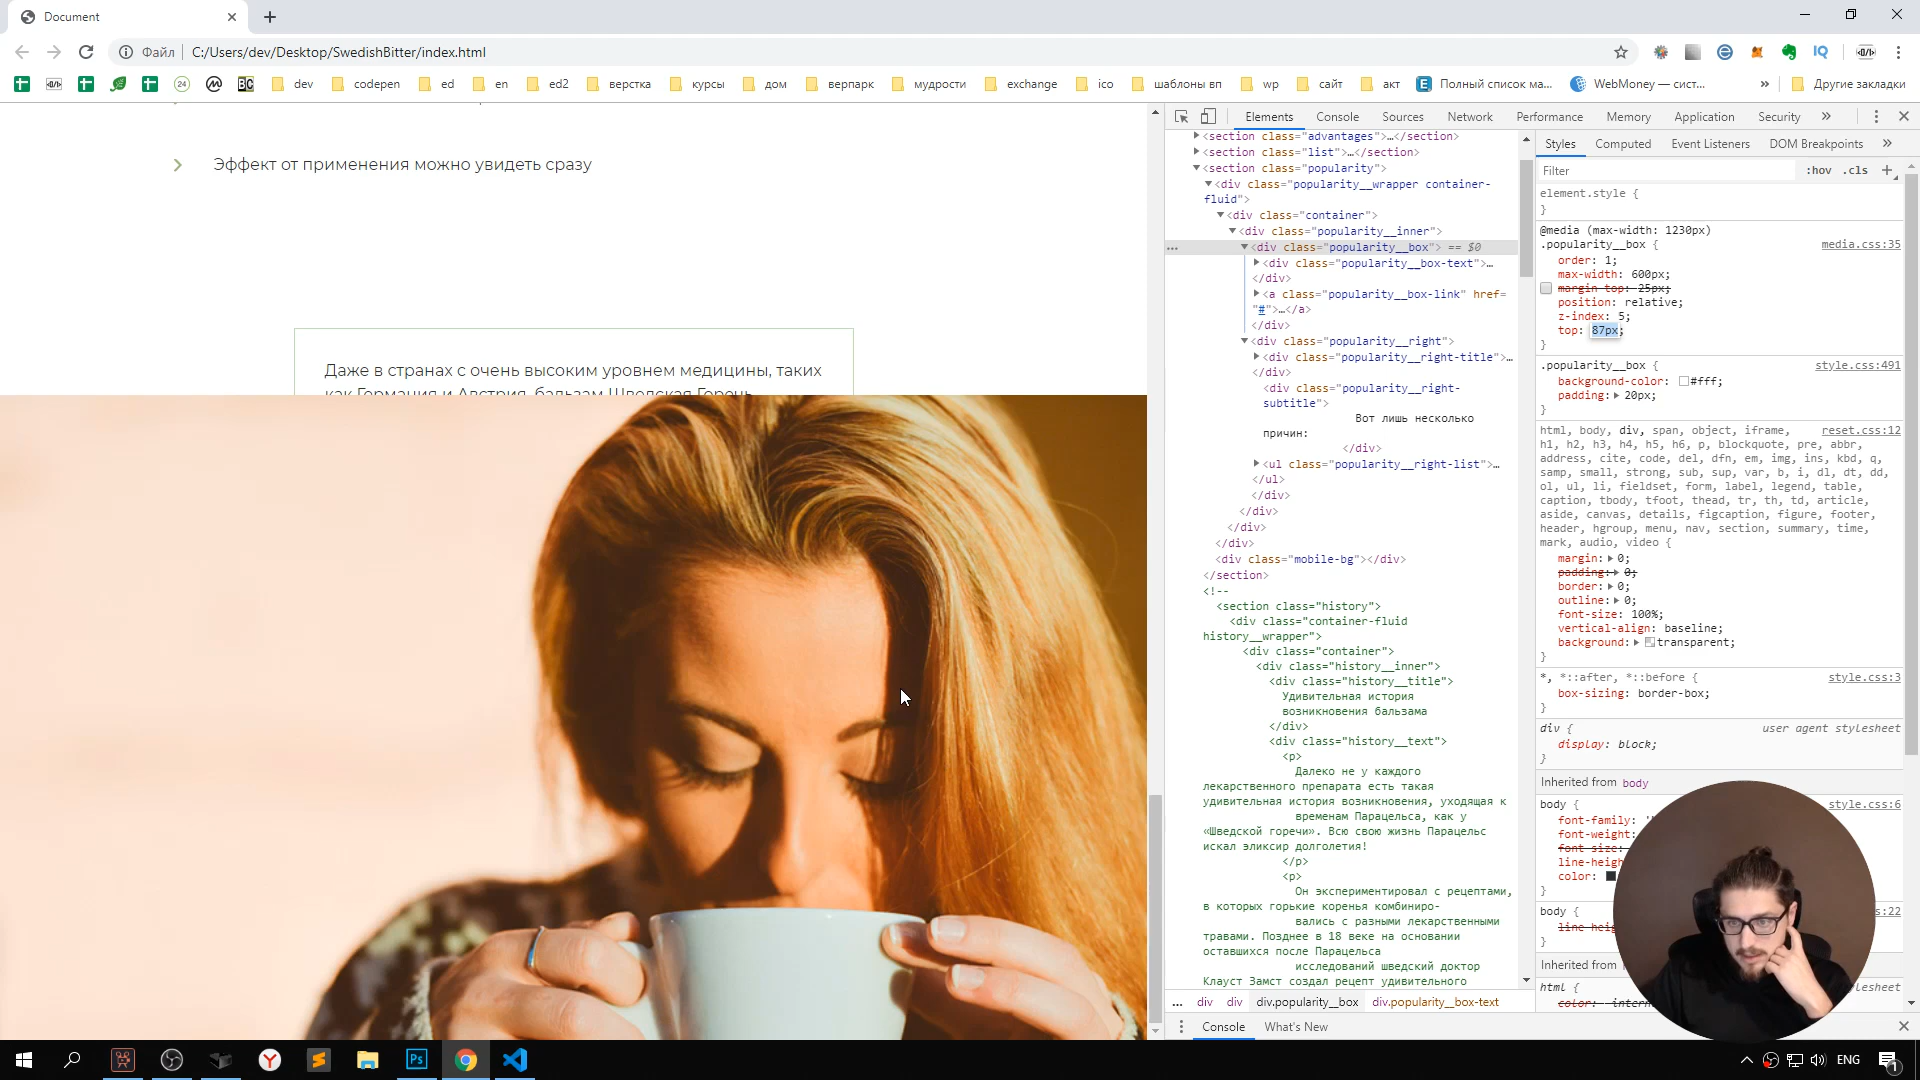 Document
Файл
C:/Users/dev/Desktop/SwedishBitter/index.html
24
BC
dev
codepen
ed
en
ed2
верстка
курсы
дом
верпарк
мудрости
exchange
ico
шаблоны вп
wp
сайт
акт
Полный список ма...
WebMoney — сист...
»
Другие закладки
Эффект от применения можно увидеть сразу
Даже в странах с очень высоким уровнем медицины, таких
как Германия и Австрия, бальзам Шведская Горечь
Elements
Console
Sources
Network
Performance
Memory
Application
Security
»
<section class="advantages">…</section>
<section class="list">…</section>
<section class="popularity">
<div class="popularity__wrapper container-
fluid">
<div class="container">
<div class="popularity__inner">
<div class="popularity__box"> == $0
<div class="popularity__box-text">…
</div>
<a class="popularity__box-link" href=
"#">…</a>
</div>
<div class="popularity__right">
<div class="popularity__right-title">…
</div>
<div class="popularity__right-
subtitle">
Вот лишь несколько
причин:
</div>
<ul class="popularity__right-list">…
</ul>
</div>
</div>
</div>
</div>
<div class="mobile-bg"></div>
</section>
<!--
<section class="history">
<div class="container-fluid
history__wrapper">
<div class="container">
<div class="history__inner">
<div class="history__title">
Удивительная история
возникновения бальзама
</div>
<div class="history__text">
<p>
Далеко не у каждого
лекарственного препарата есть такая
удивительная история возникновения, уходящая к
временам Парацельса, как у
«Шведской горечи». Всю свою жизнь Парацельс
искал эликсир долголетия!
</p>
<p>
Он экспериментировал с рецептами,
в которых горькие коренья комбиниро-
вались с разными лекарственными
травами. Позднее в 18 веке на основании
оставшихся после Парацельса
исследований шведский доктор
Клауст Замст создал рецепт удивительного
... div div div.popularity__box div.popularity__box-text
Console
What's New
Styles
Computed
Event Listeners
DOM Breakpoints
»
Filter
:hov .cls +
element.style {
}
@media (max-width: 1230px)
.popularity__box { media.css:35
order: 1;
max-width: 600px;
margin-top: 25px;
position: relative;
z-index: 5;
top: 87px;
}
.popularity__box { style.css:491
background-color: #fff;
padding: 20px;
}
html, body, div, span, object, iframe, reset.css:12
h1, h2, h3, h4, h5, h6, p, blockquote, pre, abbr,
address, cite, code, del, dfn, em, img, ins, kbd, q,
samp, small, strong, sub, sup, var, b, i, dl, dt, dd,
ol, ul, li, fieldset, form, label, legend, table,
caption, tbody, tfoot, thead, tr, th, td, article,
aside, canvas, details, figcaption, figure, footer,
header, hgroup, menu, nav, section, summary, time,
mark, audio, video {
margin: 0;
padding: 0;
border: 0;
outline: 0;
font-size: 100%;
vertical-align: baseline;
background: transparent;
}
*, *::after, *::before { style.css:3
box-sizing: border-box;
}
div { user agent stylesheet
display: block;
}
Inherited from body
body { style.css:6
font-family:
font-weight:
font-size:
line-heigh
color:
}
body { s:22
line-heig
}
Inherited from
html { lesheet
color: intern
Ps
ENG
1